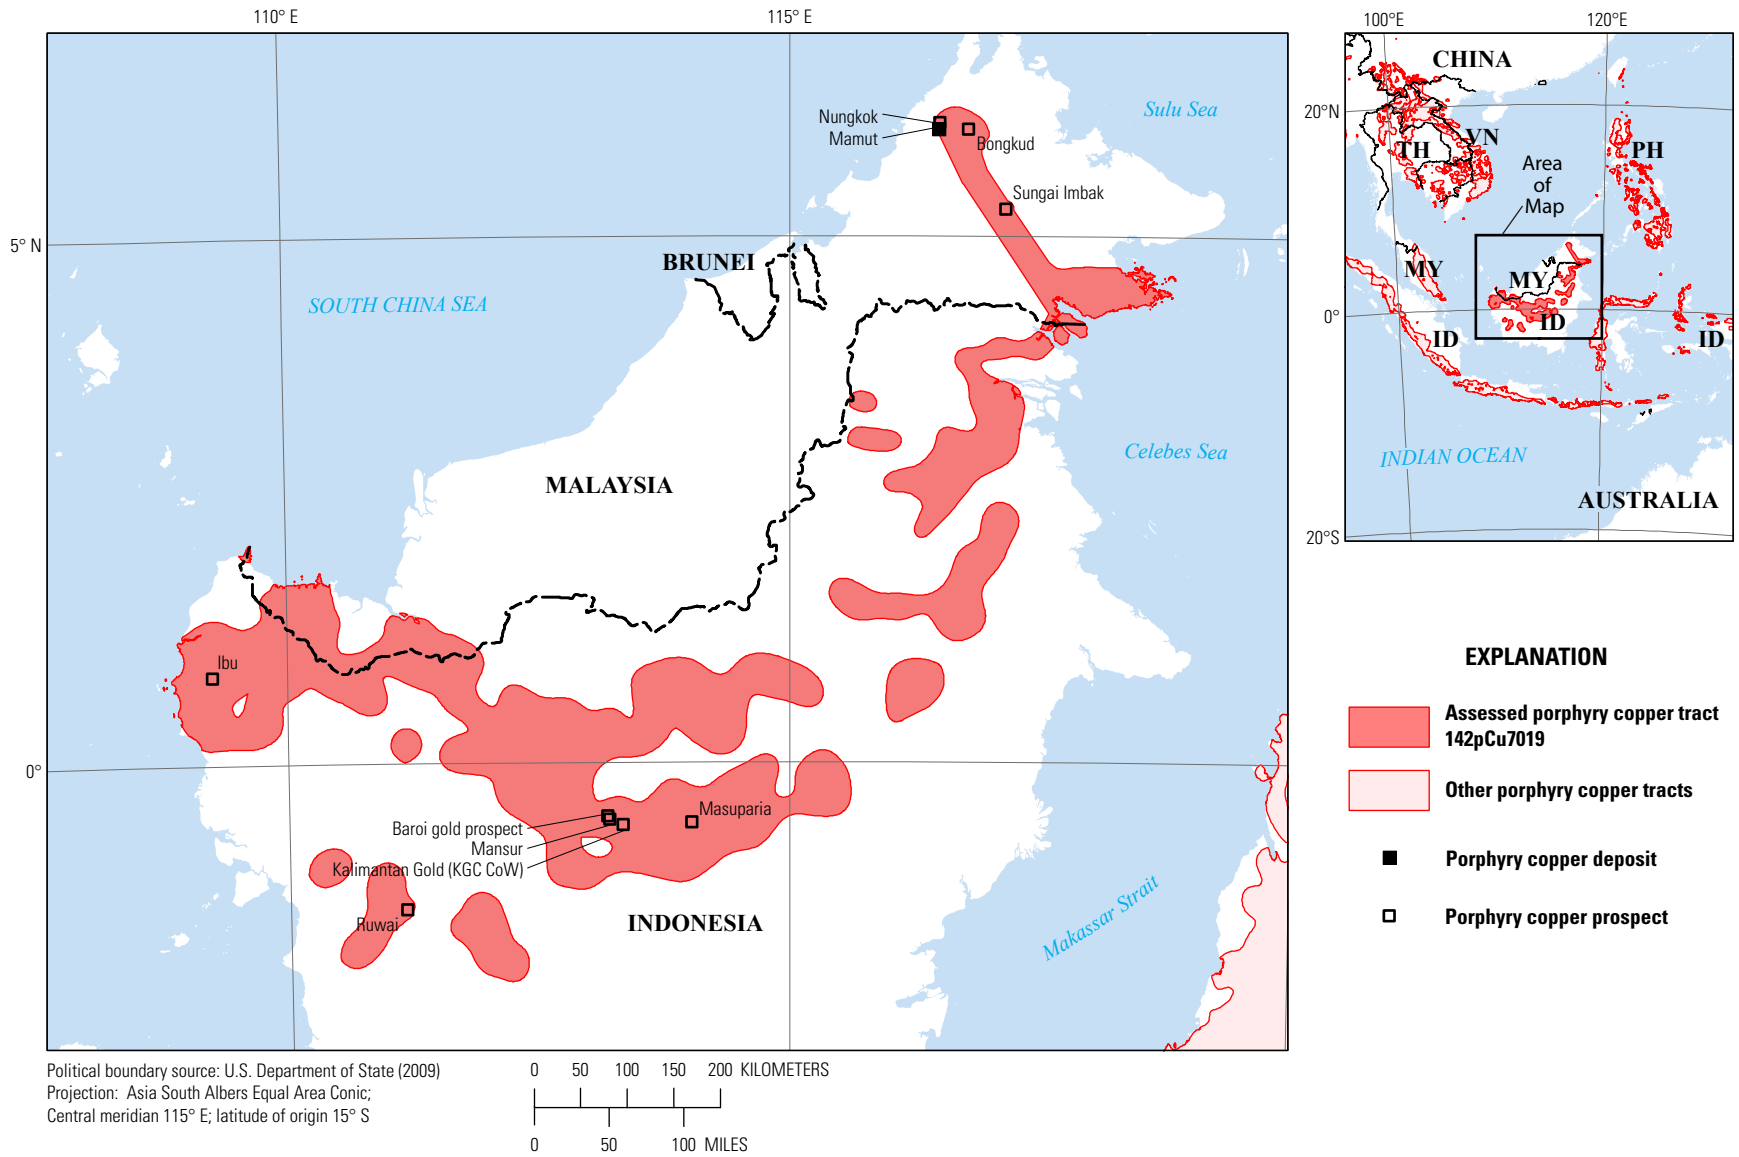 110° E
115° E
5° N
0°
Nungkok
Mamut
Bongkud
Sungai Imbak
Sulu Sea
BRUNEI
SOUTH CHINA SEA
MALAYSIA
Celebes Sea
Ibu
Masuparia
Baroi gold prospect
Mansur
Kalimantan Gold (KGC CoW)
Ruwai
INDONESIA
Makassar Strait
Political boundary source: U.S. Department of State (2009)
Projection: Asia South Albers Equal Area Conic;
Central meridian 115° E; latitude of origin 15° S
0 50 100 150 200 KILOMETERS
0 50 100 MILES
100°E
120°E
20°N
0°
20°S
CHINA
VN
TH
PH
Area
of
Map
MY
MY
ID
ID
ID
INDIAN OCEAN
AUSTRALIA
EXPLANATION
Assessed porphyry copper tract
142pCu7019
Other porphyry copper tracts
Porphyry copper deposit
Porphyry copper prospect